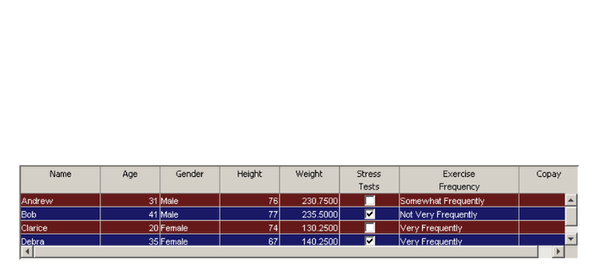 Name Age Gender Height Weight Stress Tests Exercise Frequency Copay
Andrew 31 Male 76 230.7500 Somewhat Frequently
Bob 41 Male 77 235.5000 Not Very Frequently
Clarice 20 Female 74 130.2500 Very Frequently
Debra 35 Female 67 140.2500 Very Frequently